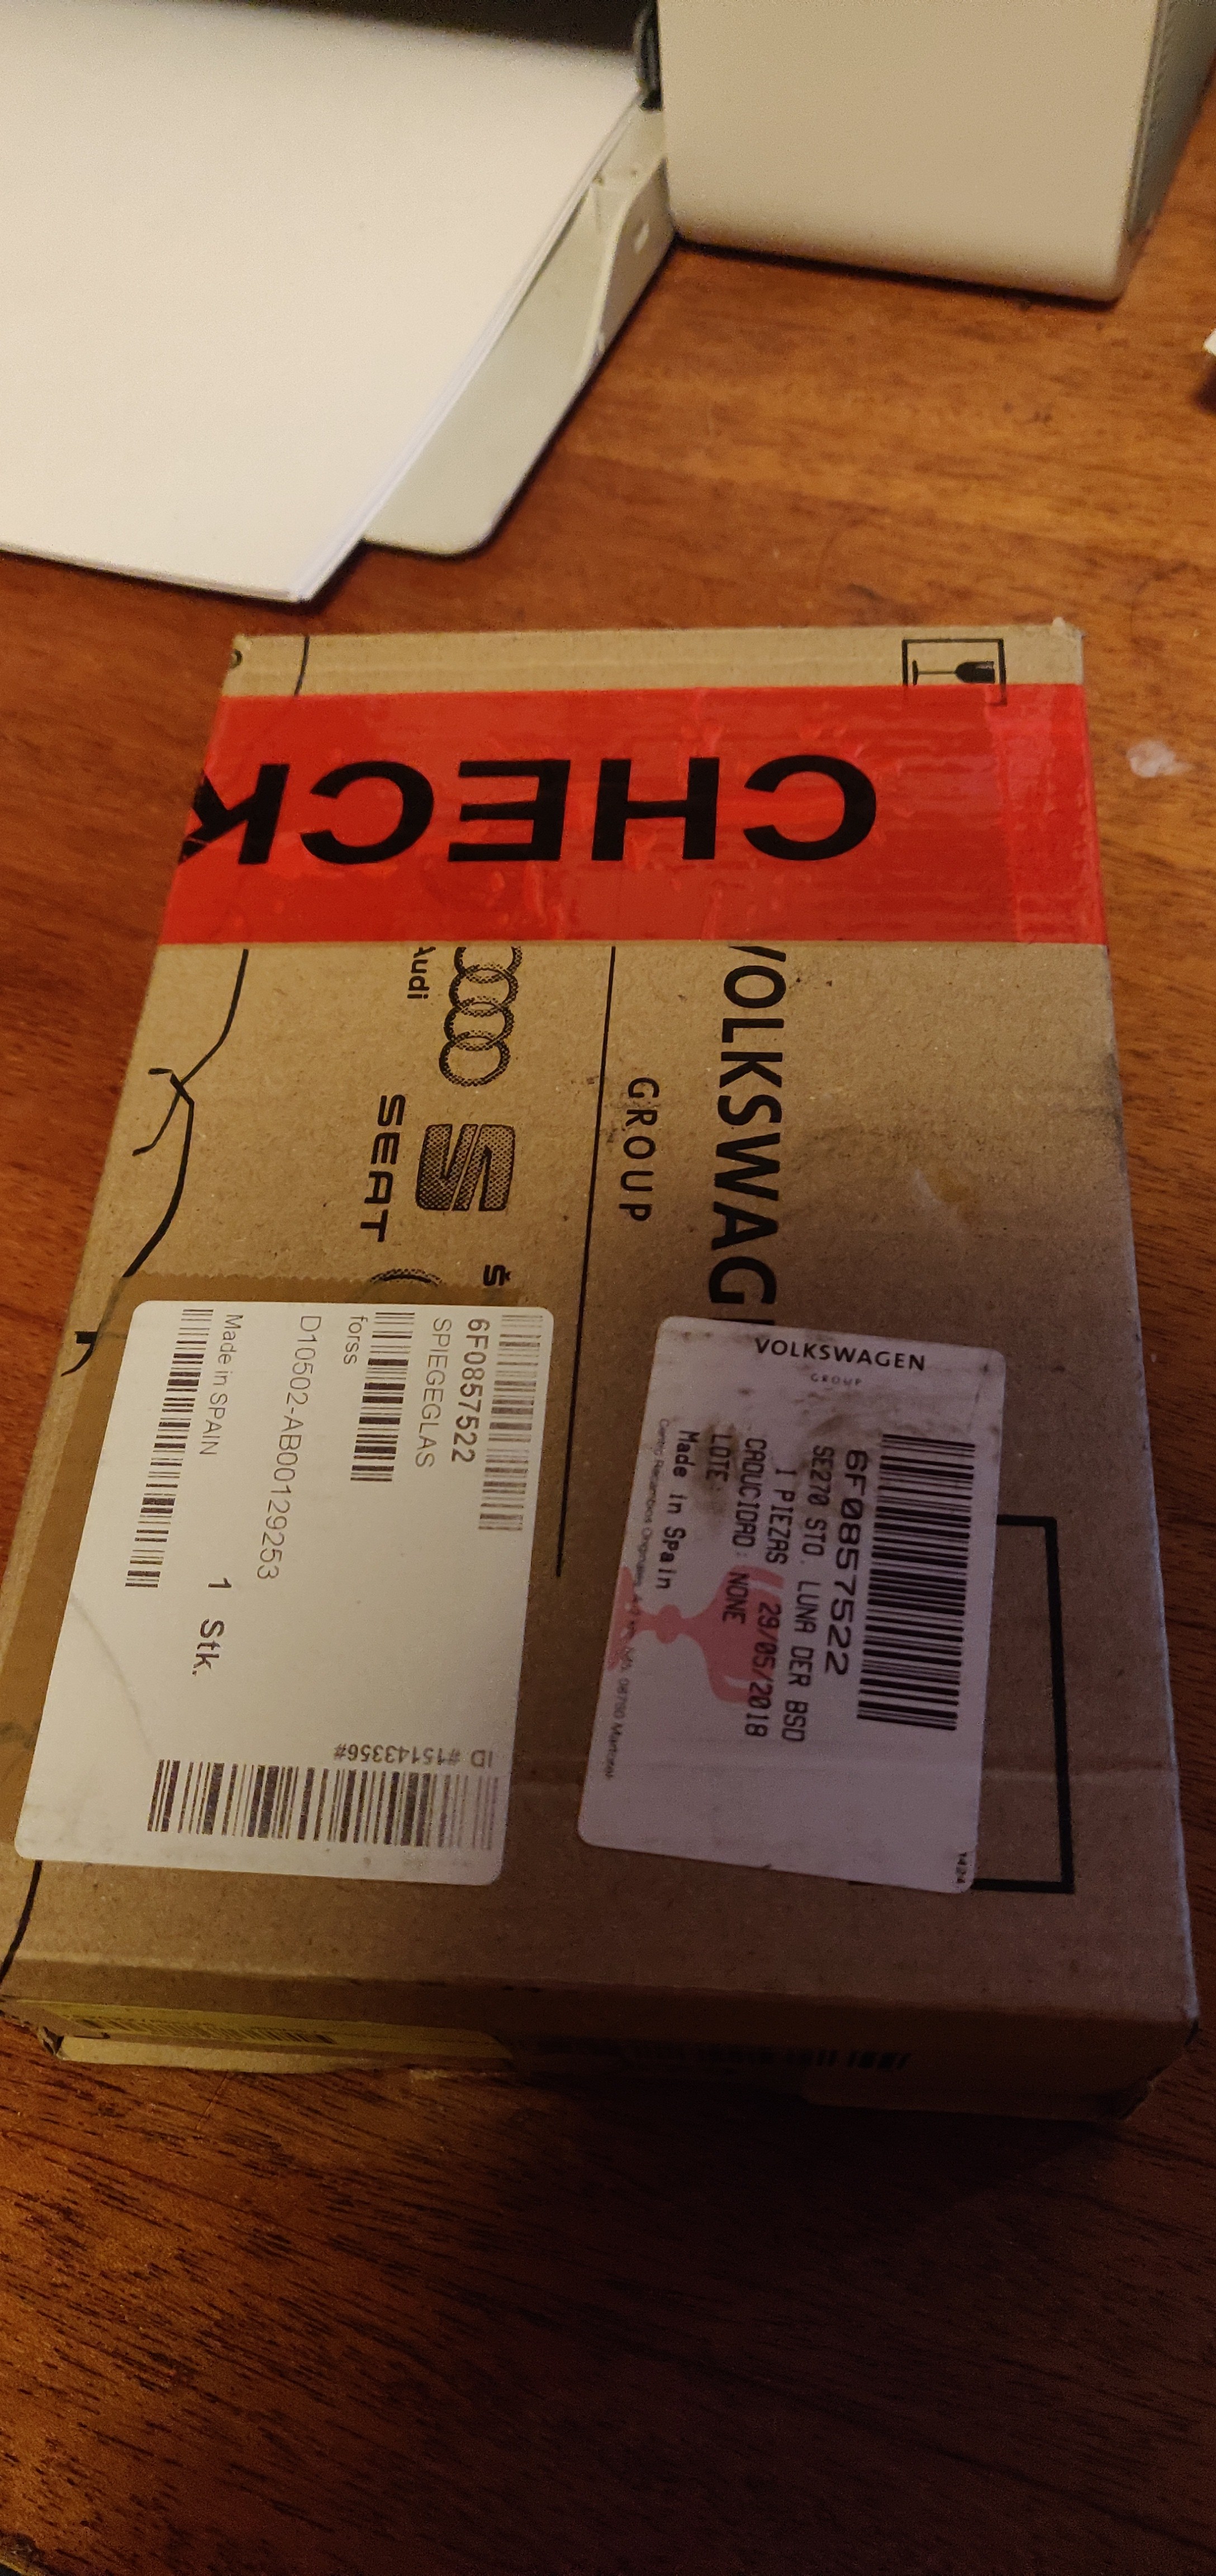 CHECK
VOLKSWAG
GROUP
Audi
SEAT
Š
VOLKSWAGEN
GROUP
6F0857522
SE270 STO. LUNA DER BSD
1 PIEZAS 29/05/2018
CADUCIDAD: NONE
LOTE:
Made in Spain
1424
6F0857522
SPIEGEGLAS
forss
D10502-AB00129253
1 Stk.
Made in SPAIN
ID #15143356#